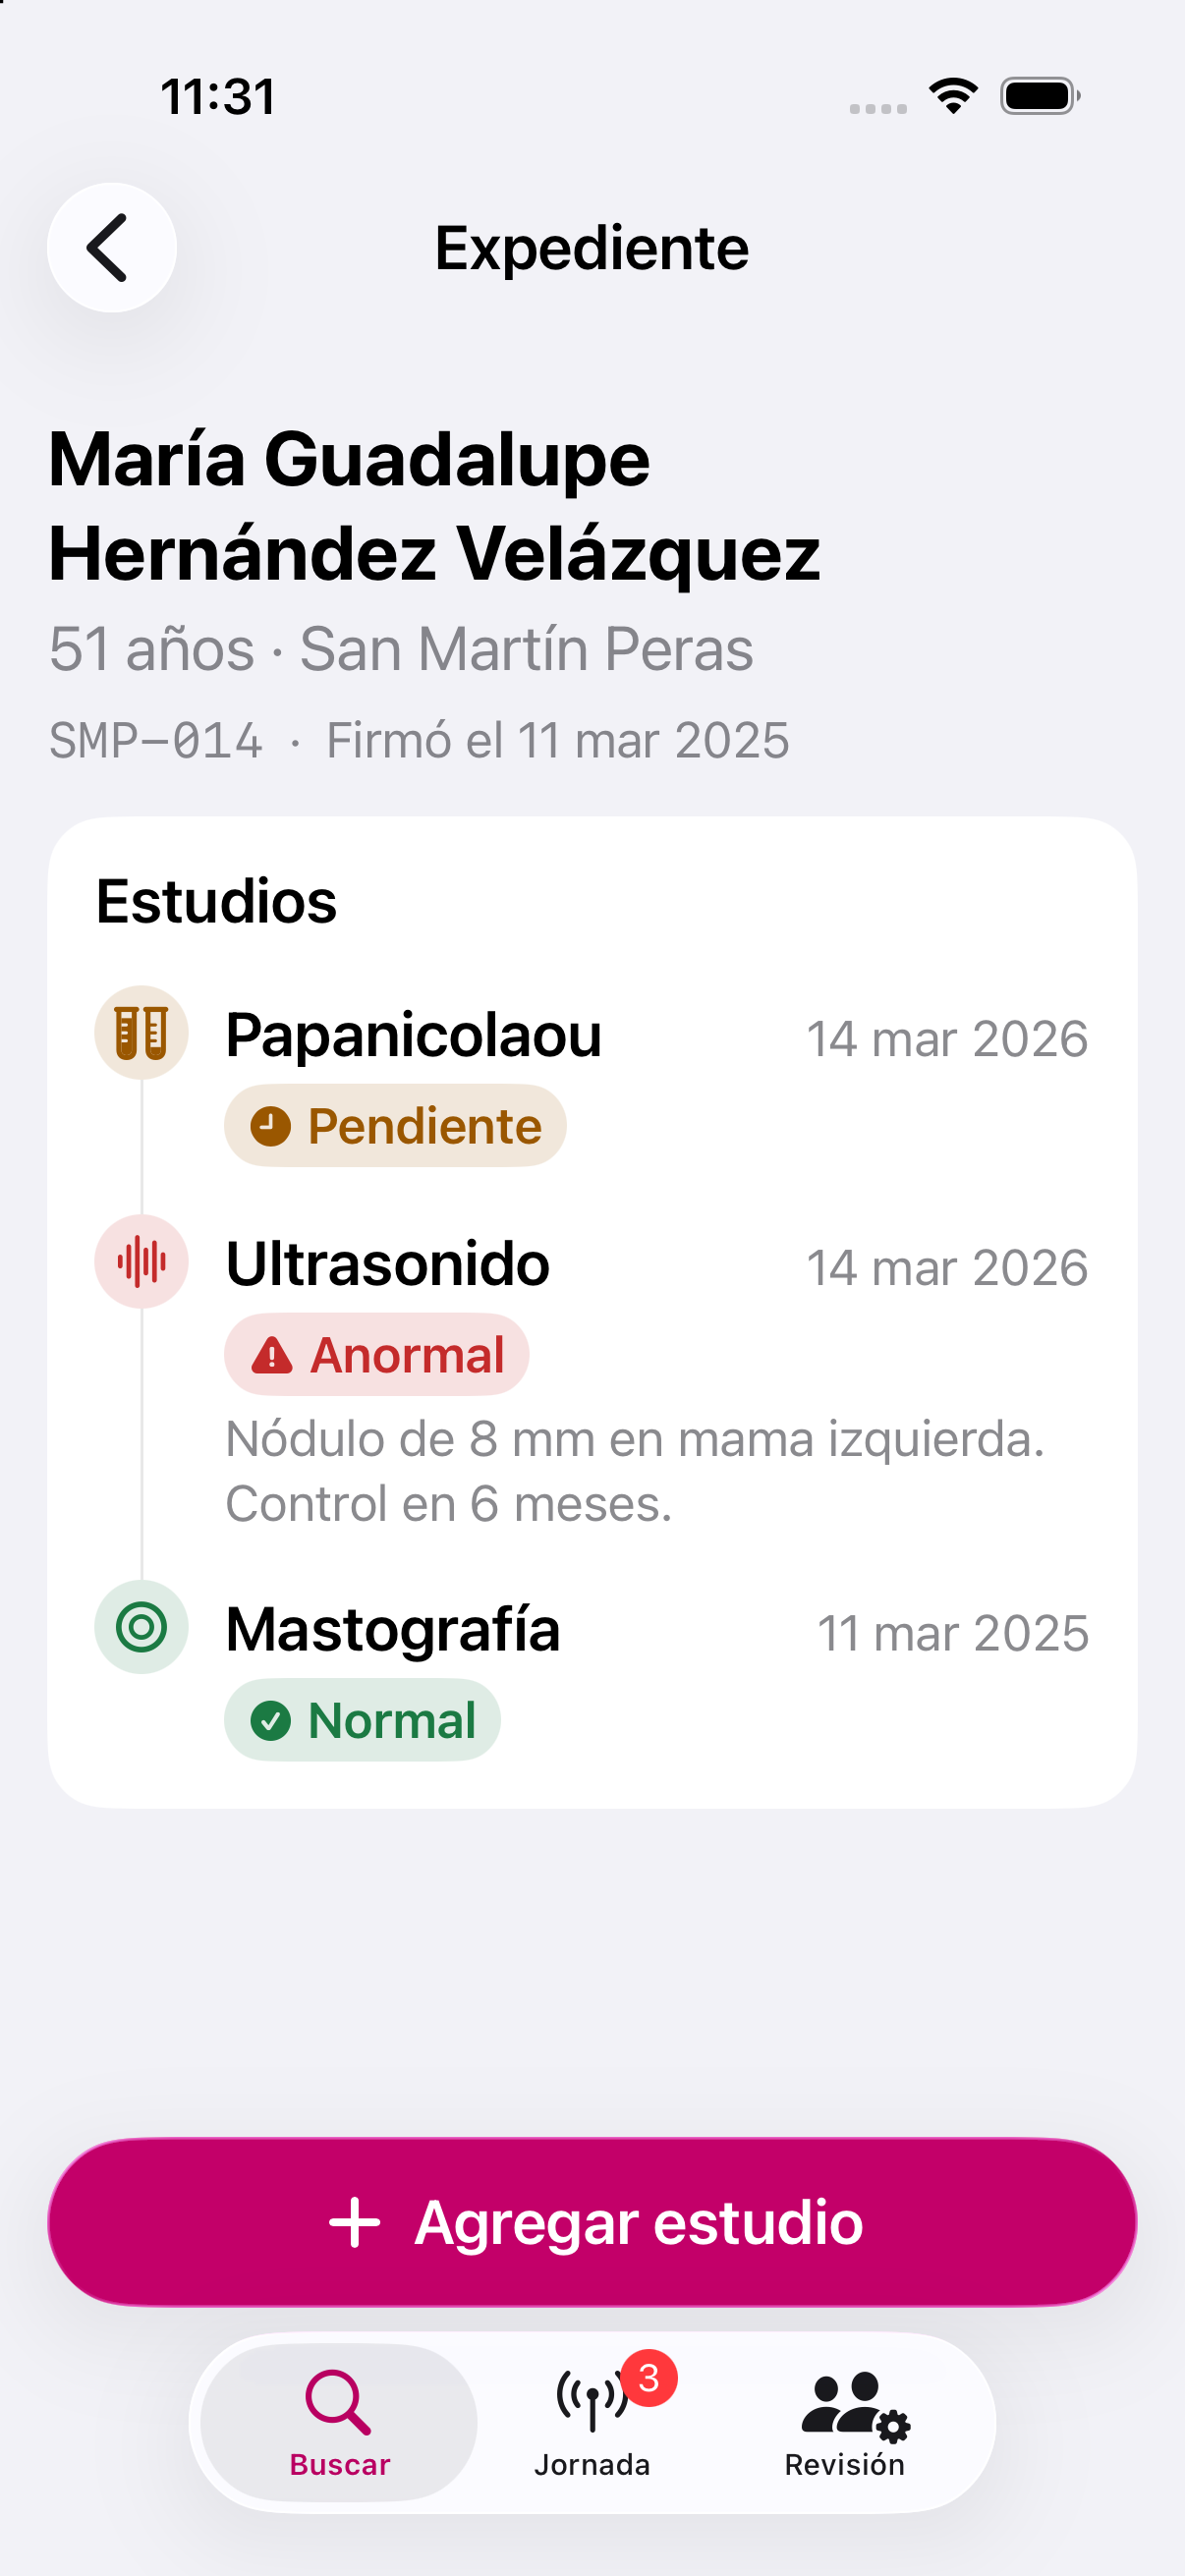 11:31
Expediente
María Guadalupe
Hernández Velázquez
51 años · San Martín Peras
SMP-014 · Firmó el 11 mar 2025
Estudios
Papanicolaou 14 mar 2026
Pendiente
Ultrasonido 14 mar 2026
Anormal
Nódulo de 8 mm en mama izquierda.
Control en 6 meses.
Mastografía 11 mar 2025
Normal
+ Agregar estudio
3
Buscar Jornada Revisión